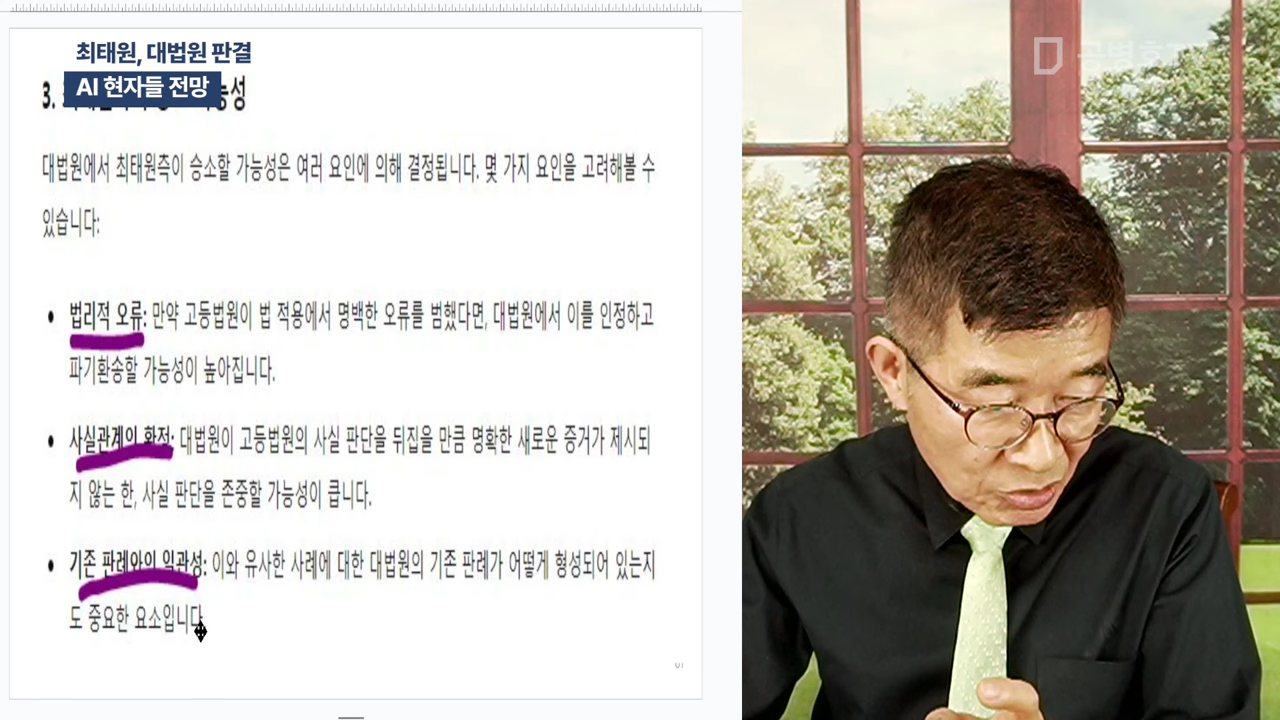 최태원, 대법원 판결
AI 현자들 전망
3.
능성
대법원에서 최태원측이 승소할 가능성은 여러 요인에 의해 결정됩니다. 몇 가지 요인을 고려해볼 수
있습니다:
• 법리적 오류: 만약 고등법원이 법 적용에서 명백한 오류를 범했다면, 대법원에서 이를 인정하고
파기환송할 가능성이 높아집니다.
• 사실관계의 확정: 대법원이 고등법원의 사실 판단을 뒤집을 만큼 명확한 새로운 증거가 제시되
지 않는 한, 사실 판단을 존중할 가능성이 큽니다.
• 기존 판례와의 일관성: 이와 유사한 사례에 대한 대법원의 기존 판례가 어떻게 형성되어 있는지
도 중요한 요소입니다.
공병호